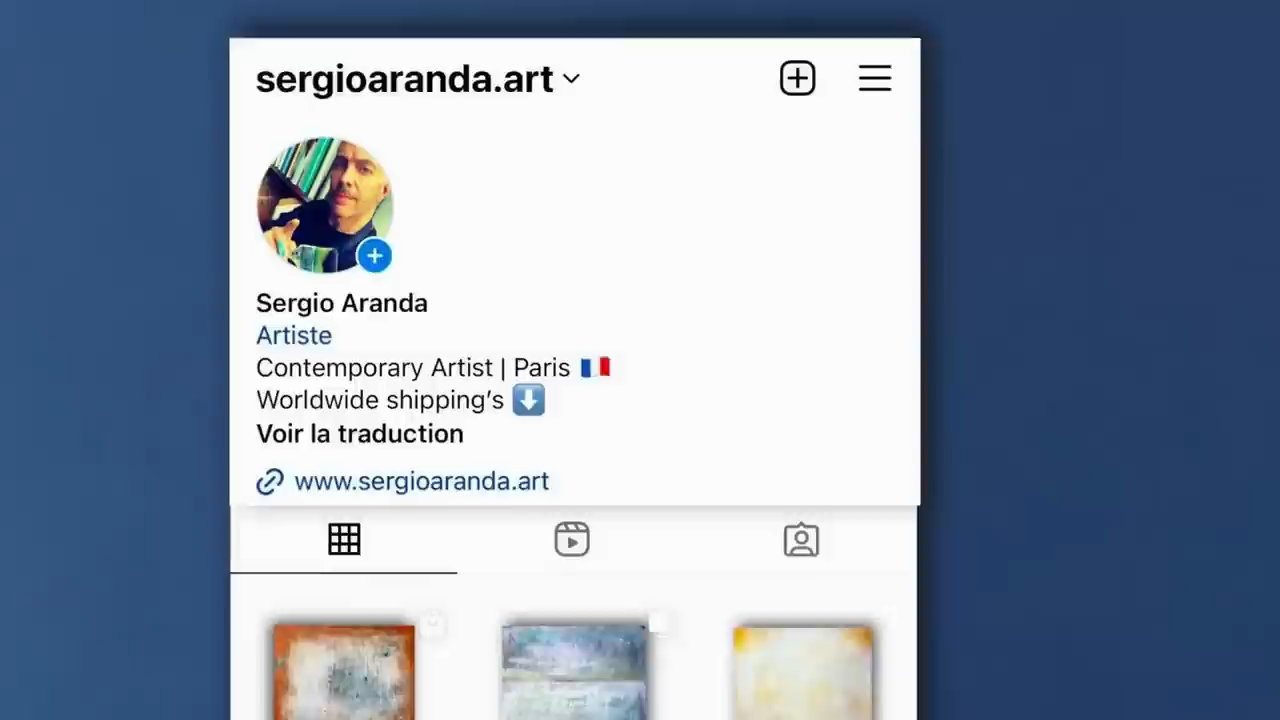 sergioaranda.art
Sergio Aranda
Artiste
Contemporary Artist | Paris 🇫🇷
Worldwide shipping's ⬇️
Voir la traduction
www.sergioaranda.art